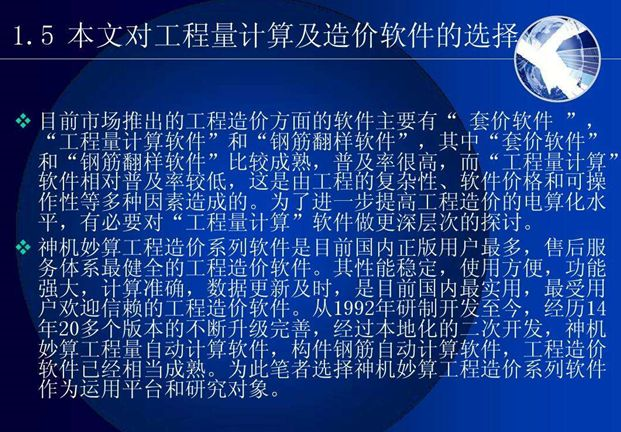 1.5 本文对工程量计算及造价软件的选择
目前市场推出的工程造价方面的软件主要有“ 套价软件 ”，
“工程量计算软件”和“钢筋翻样软件”，其中“套价软件”
和“钢筋翻样软件”比较成熟，普及率很高，而“工程量计算”
软件相对普及率较低，这是由工程的复杂性、软件价格和可操
作性等多种因素造成的。为了进一步提高工程造价的电算化水
平，有必要对“工程量计算”软件做更深层次的探讨。
神机妙算工程造价系列软件是目前国内正版用户最多，售后服
务体系最健全的工程造价软件。其性能稳定，使用方便，功能
强大，计算准确，数据更新及时，是目前国内最实用，最受用
户欢迎信赖的工程造价软件。从1992年研制开发至今，经历14
年20多个版本的不断升级完善，经过本地化的二次开发，神机
妙算工程量自动计算软件，构件钢筋自动计算软件，工程造价
软件已经相当成熟。为此笔者选择神机妙算工程造价系列软件
作为运用平台和研究对象。